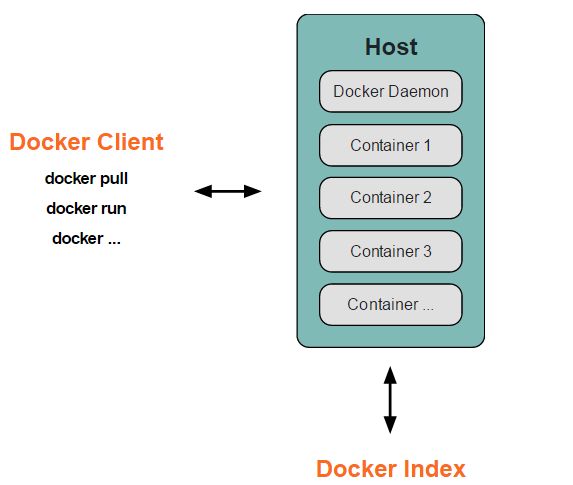 Host
Docker Daemon
Container 1
Container 2
Container 3
Container ...
Docker Client
docker pull
docker run
docker ...
Docker Index